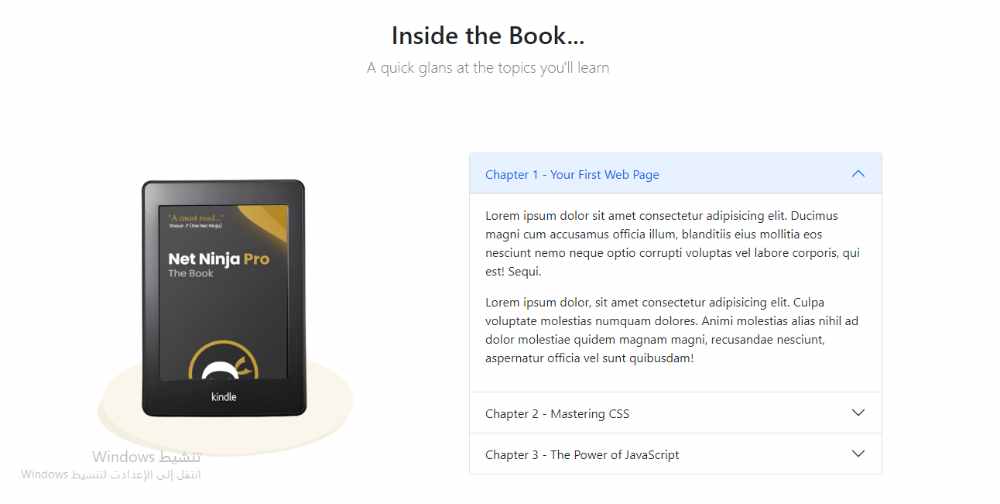 Inside the Book...
A quick glans at the topics you'll learn
"A must read..."
Net Ninja Pro
The Book
kindle
Chapter 1 - Your First Web Page
Lorem ipsum dolor sit amet consectetur adipisicing elit. Ducimus
magni cum accusamus officia illum, blanditiis eius mollitia eos
nesciunt nemo neque optio corrupti voluptas vel labore corporis, qui
est! Sequi.
Lorem ipsum dolor, sit amet consectetur adipisicing elit. Culpa
voluptate molestias numquam dolores. Animi molestias alias nihil ad
dolor molestiae quidem magnam magni, recusandae nesciunt,
aspernatur officia vel sunt quibusdam!
Chapter 2 - Mastering CSS
Chapter 3 - The Power of JavaScript
تنشيط Windows
انتقل إلى الإعدادات لتنشيط Windows